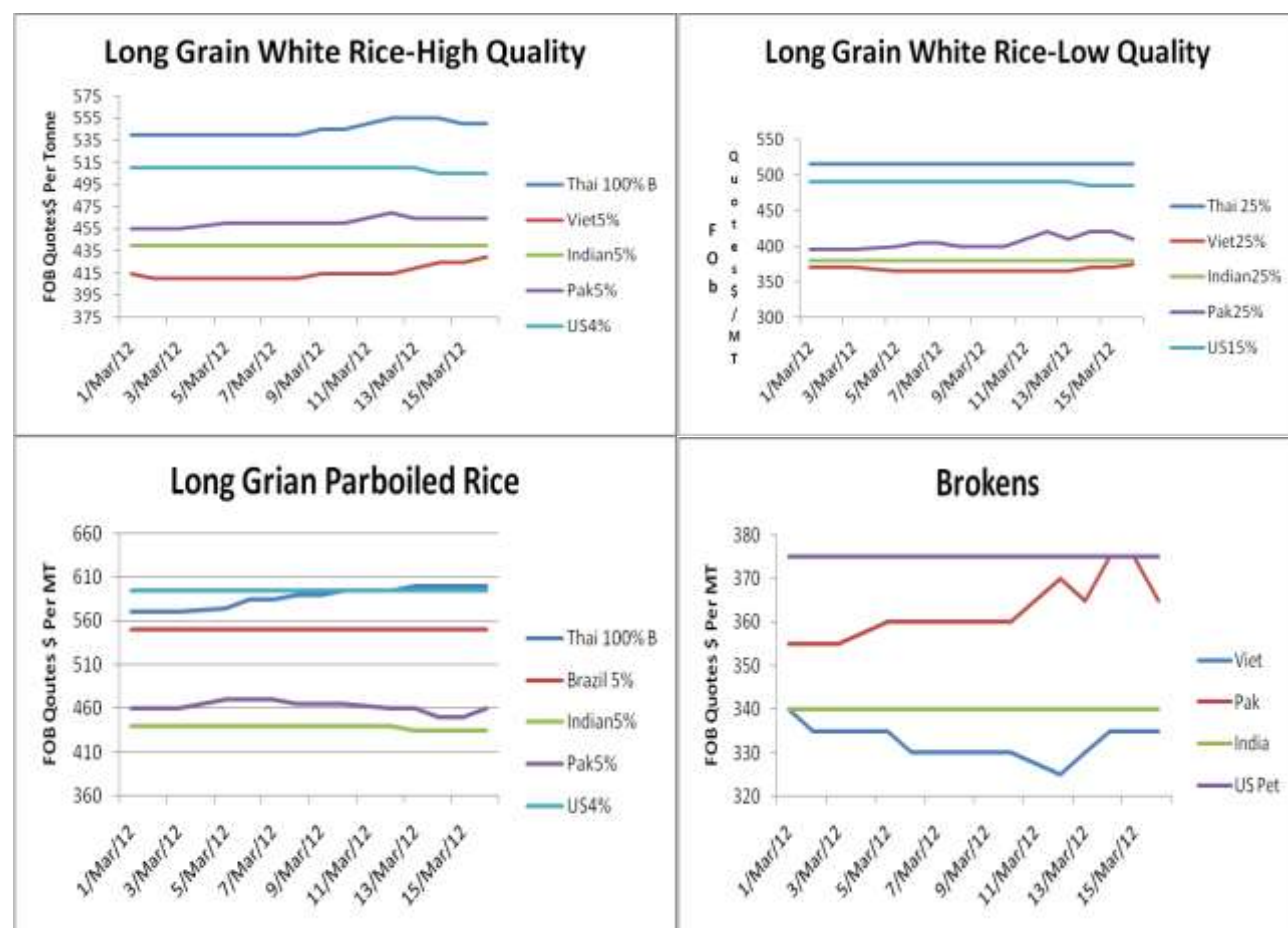 Long Grain White Rice-High Quality
FOB Quotes$ Per Tonne
575
555
535
515
495
475
455
435
415
395
375
1/Mar/12
3/Mar/12
5/Mar/12
7/Mar/12
9/Mar/12
11/Mar/12
13/Mar/12
15/Mar/12
Thai 100% B
Viet5%
Indian5%
Pak5%
US4%
Long Grain White Rice-Low Quality
FOb Quotes$/MT
550
500
450
400
350
300
1/Mar/12
3/Mar/12
5/Mar/12
7/Mar/12
9/Mar/12
11/Mar/12
13/Mar/12
15/Mar/12
Thai 25%
Viet25%
Indian25%
Pak25%
US15%
Long Grian Parboiled Rice
FOB Qoutes $ Per MT
660
610
560
510
460
410
360
1/Mar/12
3/Mar/12
5/Mar/12
7/Mar/12
9/Mar/12
11/Mar/12
13/Mar/12
15/Mar/12
Thai 100% B
Brazil 5%
Indian5%
Pak5%
US4%
Brokens
FOB Quotes $ Per MT
380
370
360
350
340
330
320
1/Mar/12
3/Mar/12
5/Mar/12
7/Mar/12
9/Mar/12
11/Mar/12
13/Mar/12
15/Mar/12
Viet
Pak
India
US Pet